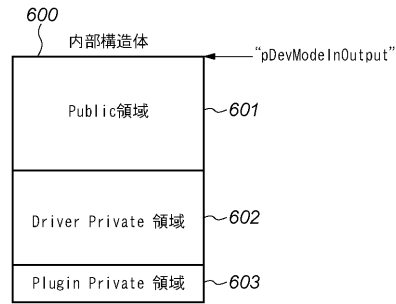 600
内部構造体
“pDevModeInOutput”
Public領域
601
Driver Private 領域
602
Plugin Private 領域
603